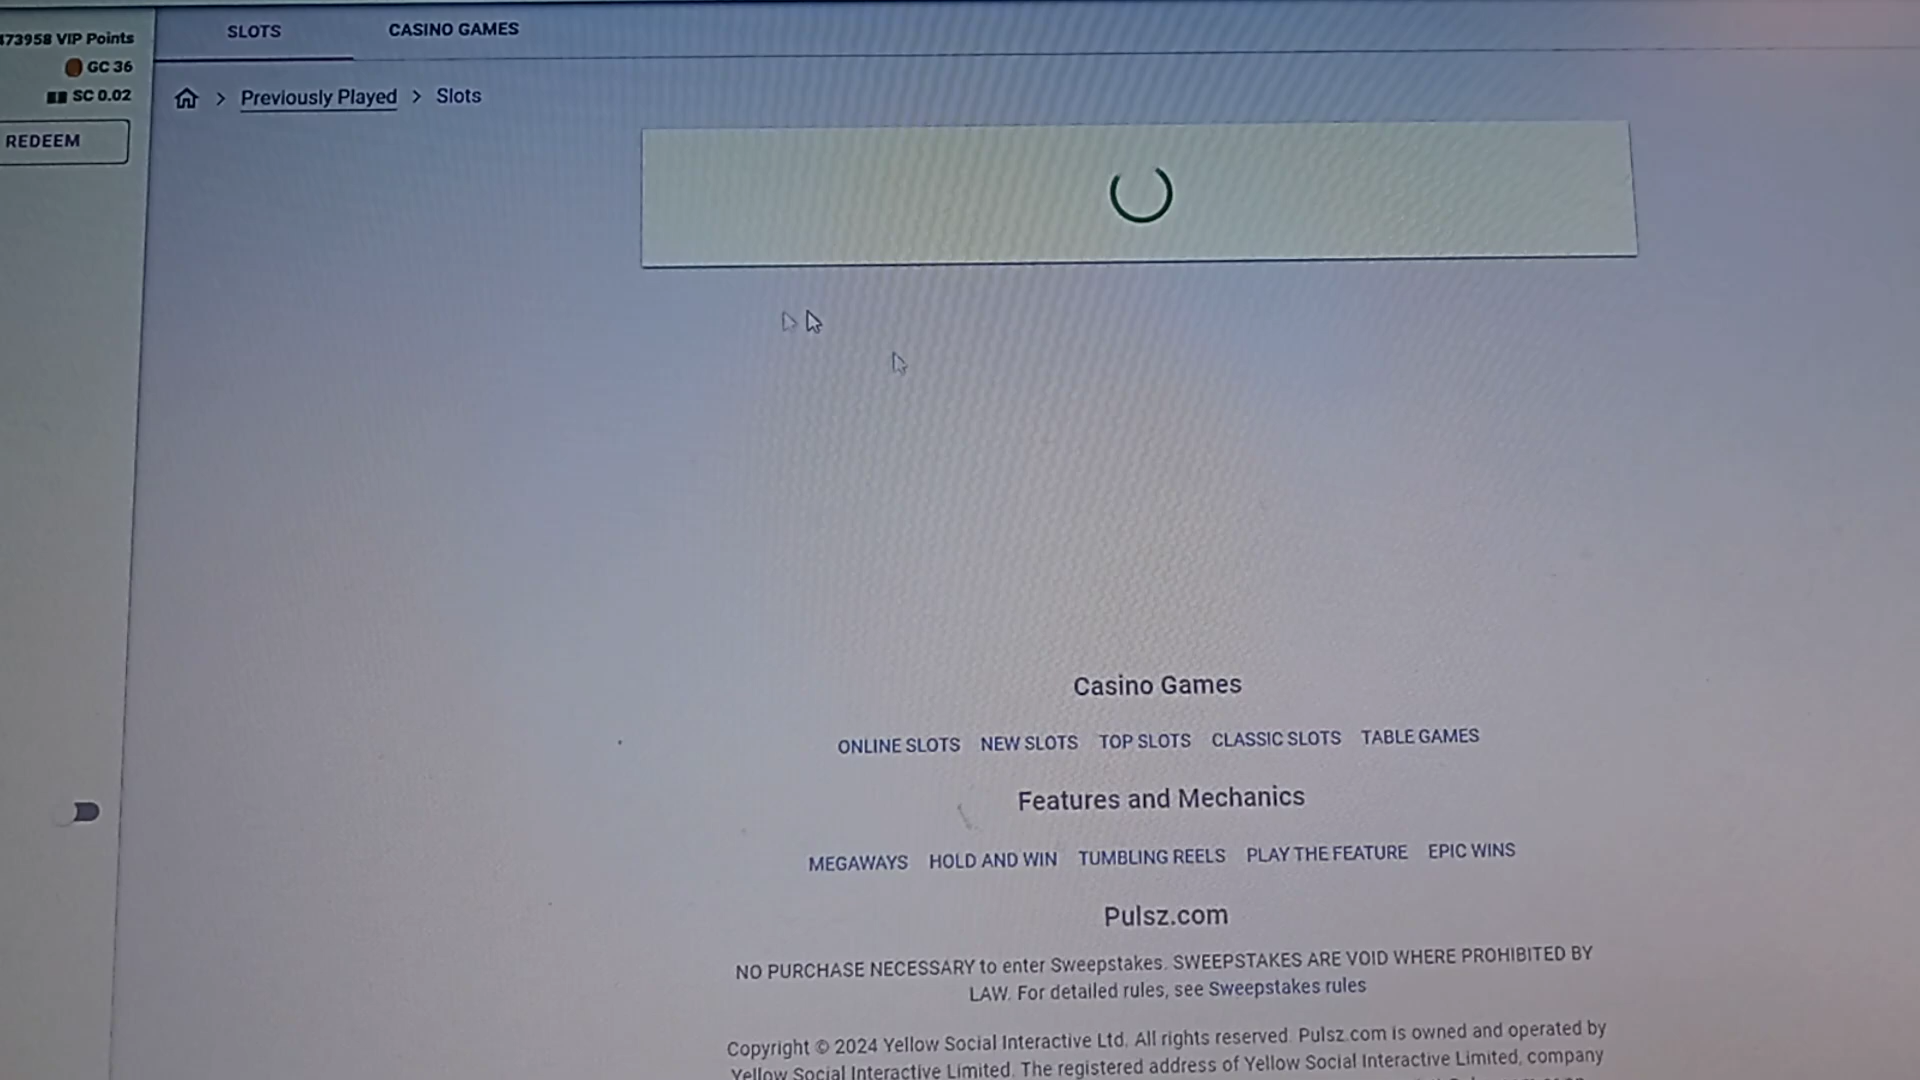 473958 VIP Points
GC 36
SC 0.02
REDEEM
SLOTS CASINO GAMES
> Previously Played > Slots
Casino Games
ONLINE SLOTS NEW SLOTS TOP SLOTS CLASSIC SLOTS TABLE GAMES
Features and Mechanics
MEGAWAYS HOLD AND WIN TUMBLING REELS PLAY THE FEATURE EPIC WINS
Pulsz.com
NO PURCHASE NECESSARY to enter Sweepstakes. SWEEPSTAKES ARE VOID WHERE PROHIBITED BY
LAW. For detailed rules, see Sweepstakes rules
Copyright © 2024 Yellow Social Interactive Ltd. All rights reserved. Pulsz.com is owned and operated by
Yellow Social Interactive Limited. The registered address of Yellow Social Interactive Limited, company